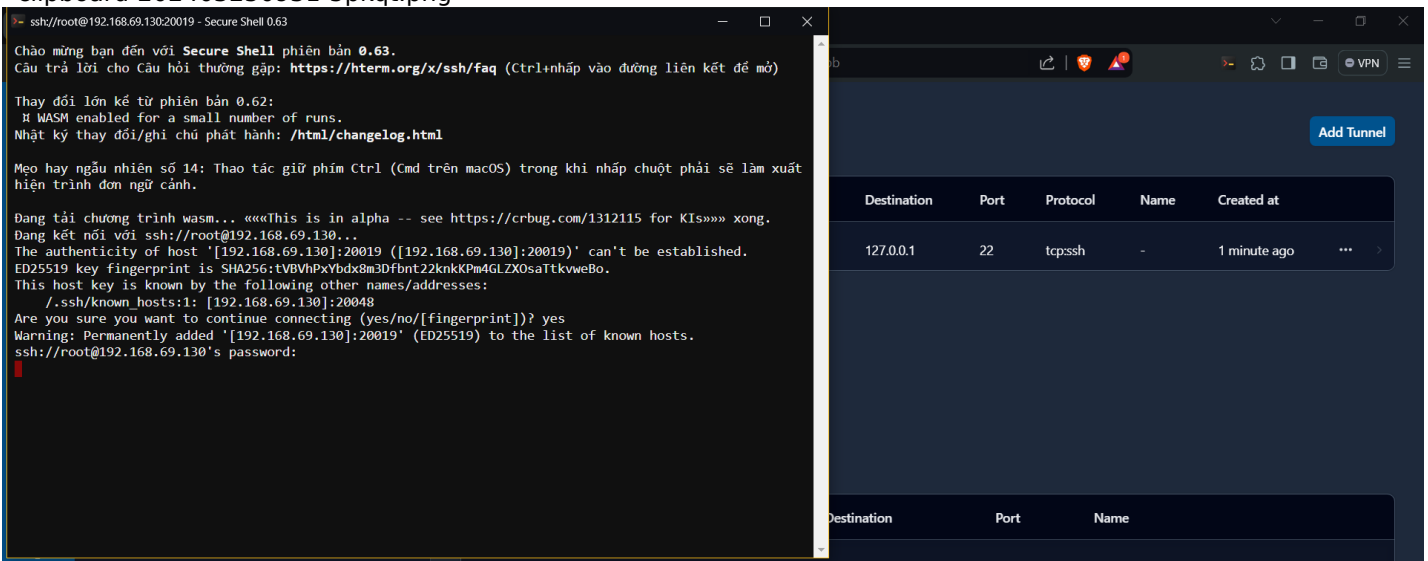 ssh://root@192.168.69.130:20019 - Secure Shell 0.63
Chào mừng bạn đến với Secure Shell phiên bản 0.63.
Câu trả lời cho Câu hỏi thường gặp: https://hterm.org/x/ssh/faq (Ctrl+nhấp vào đường liên kết để mở)
Thay đổi lớn kể từ phiên bản 0.62:
¤ WASM enabled for a small number of runs.
Nhật ký thay đổi/ghi chú phát hành: /html/changelog.html
Mẹo hay ngẫu nhiên số 14: Thao tác giữ phím Ctrl (Cmd trên macOS) trong khi nhấp chuột phải sẽ làm xuất
hiện trình đơn ngữ cảnh.
Đang tải chương trình wasm... «««This is in alpha -- see https://crbug.com/1312115 for KIs»»» xong.
Đang kết nối với ssh://root@192.168.69.130...
The authenticity of host '[192.168.69.130]:20019 ([192.168.69.130]:20019)' can't be established.
ED25519 key fingerprint is SHA256:tVBVhPxYbdx8m3Dfbnt22knkKPm4GLZXOsaTtkvweBo.
This host key is known by the following other names/addresses:
/.ssh/known_hosts:1: [192.168.69.130]:20048
Are you sure you want to continue connecting (yes/no/[fingerprint])? yes
Warning: Permanently added '[192.168.69.130]:20019' (ED25519) to the list of known hosts.
ssh://root@192.168.69.130's password:
VPN
Add Tunnel
Destination Port Protocol Name Created at
127.0.0.1 22 tcp:ssh - 1 minute ago ...
Destination Port Name